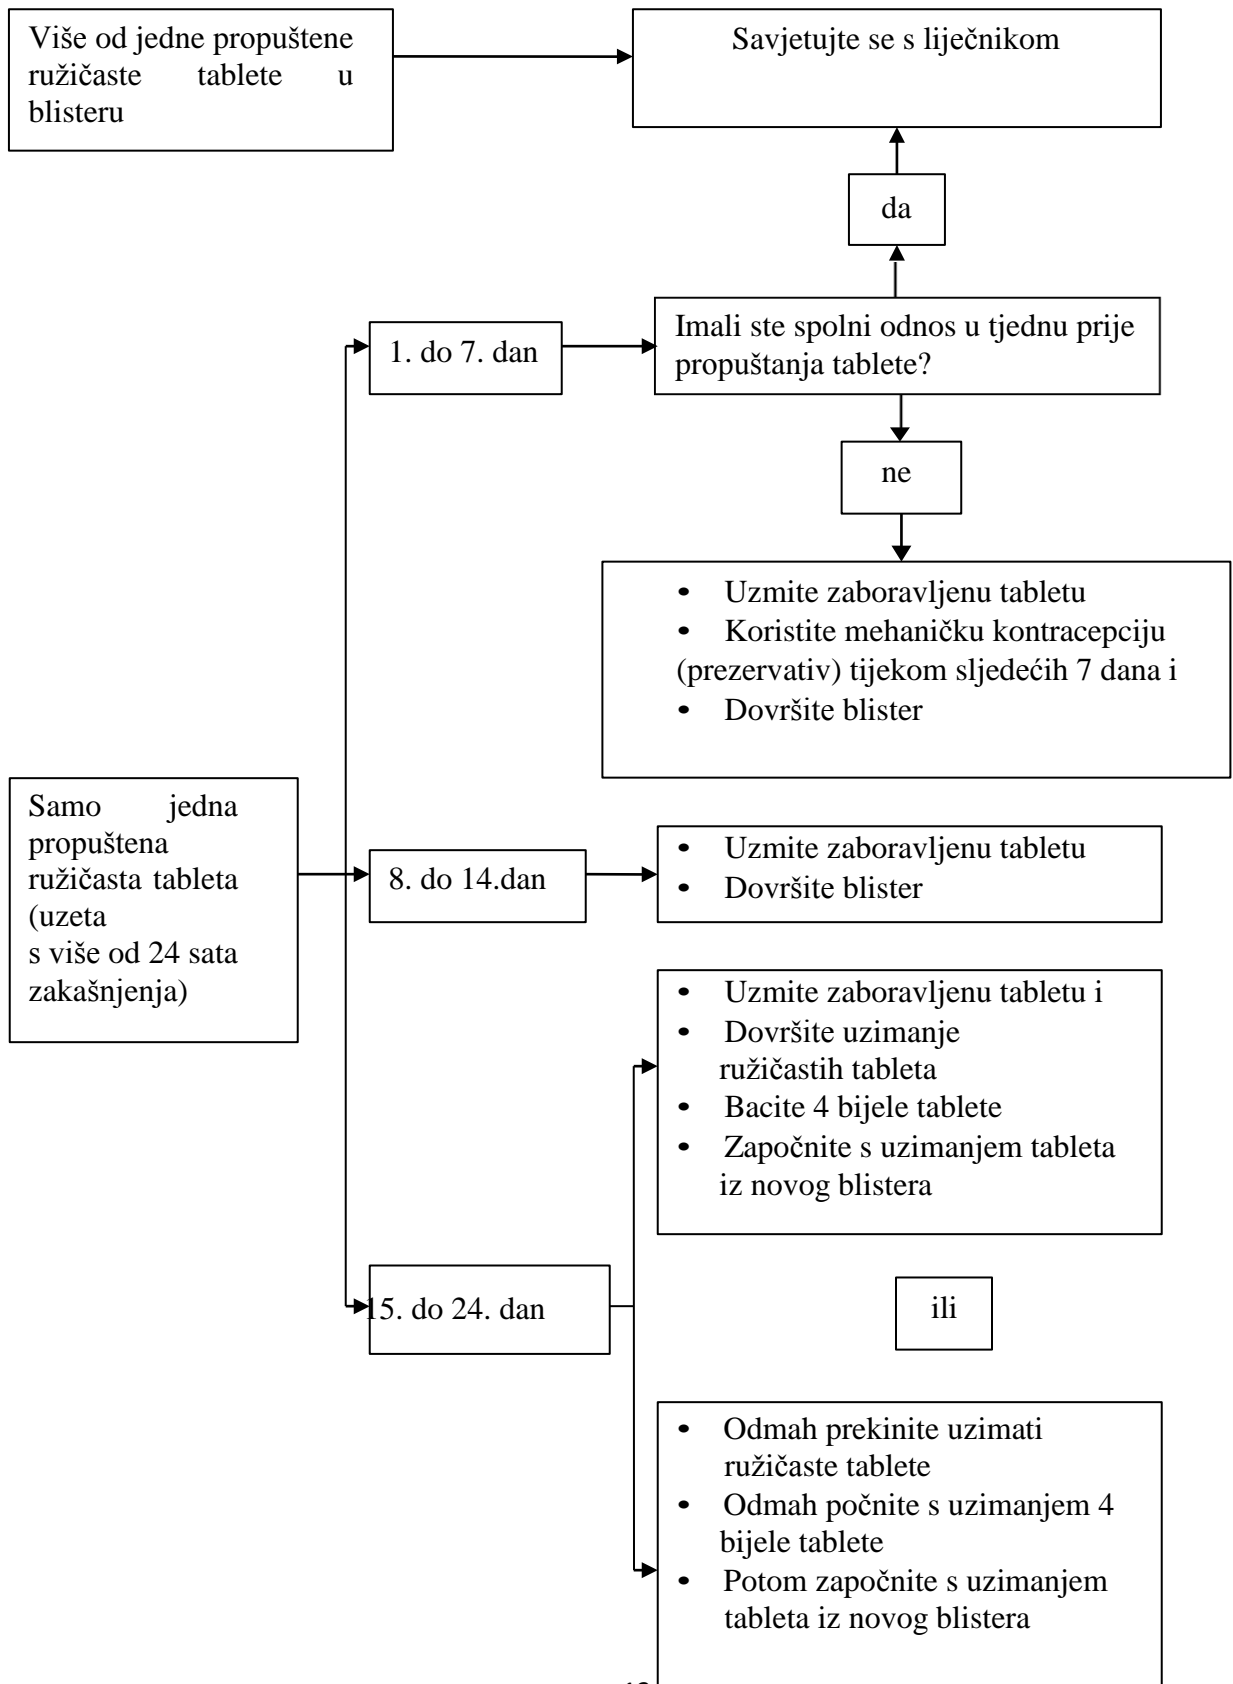 Više od jedne propuštene
ružičaste tablete u
blisteru
Savjetujte se s liječnikom
da
1. do 7. dan
Imali ste spolni odnos u tjednu prije
propuštanja tablete?
ne
• Uzmite zaboravljenu tabletu
• Koristite mehaničku kontracepciju
(prezervativ) tijekom sljedećih 7 dana i
• Dovršite blister
Samo jedna
propuštena
ružičasta tableta
(uzeta
s više od 24 sata
zakašnjenja)
8. do 14.dan
• Uzmite zaboravljenu tabletu
• Dovršite blister
• Uzmite zaboravljenu tabletu i
• Dovršite uzimanje
ružičastih tableta
• Bacite 4 bijele tablete
• Započnite s uzimanjem tableta
iz novog blistera
15. do 24. dan
ili
• Odmah prekinite uzimati
ružičaste tablete
• Odmah počnite s uzimanjem 4
bijele tablete
• Potom započnite s uzimanjem
tableta iz novog blistera